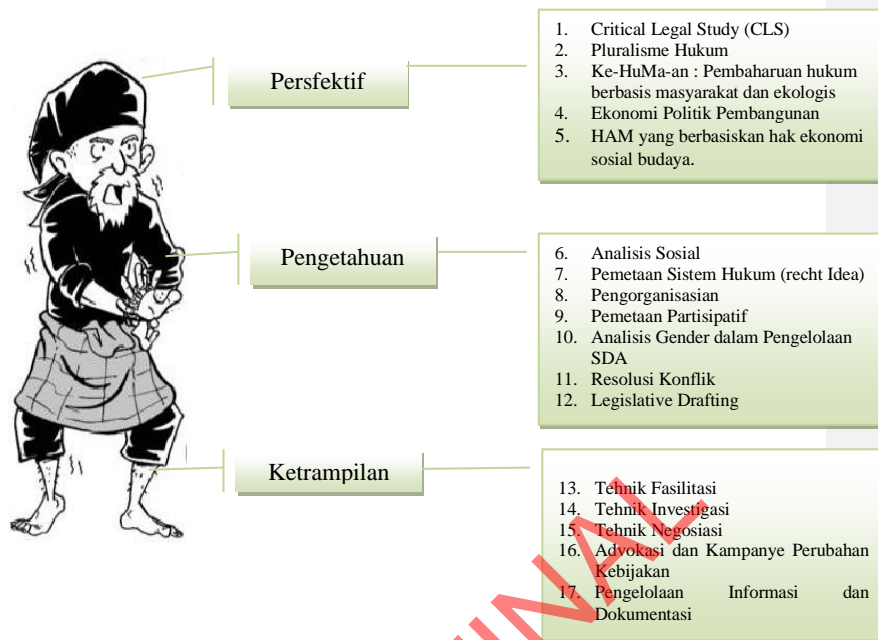 Persfektif
1. Critical Legal Study (CLS)
2. Pluralisme Hukum
3. Ke-HuMa-an : Pembaharuan hukum
berbasis masyarakat dan ekologis
4. Ekonomi Politik Pembangunan
5. HAM yang berbasiskan hak ekonomi
sosial budaya.
Pengetahuan
6. Analisis Sosial
7. Pemetaan Sistem Hukum (recht Idea)
8. Pengorganisasian
9. Pemetaan Partisipatif
10. Analisis Gender dalam Pengelolaan
SDA
11. Resolusi Konflik
12. Legislative Drafting
Ketrampilan
13. Tehnik Fasilitasi
14. Tehnik Investigasi
15. Tehnik Negosiasi
16. Advokasi dan Kampanye Perubahan
Kebijakan
17. Pengelolaan Informasi dan
Dokumentasi
INAL